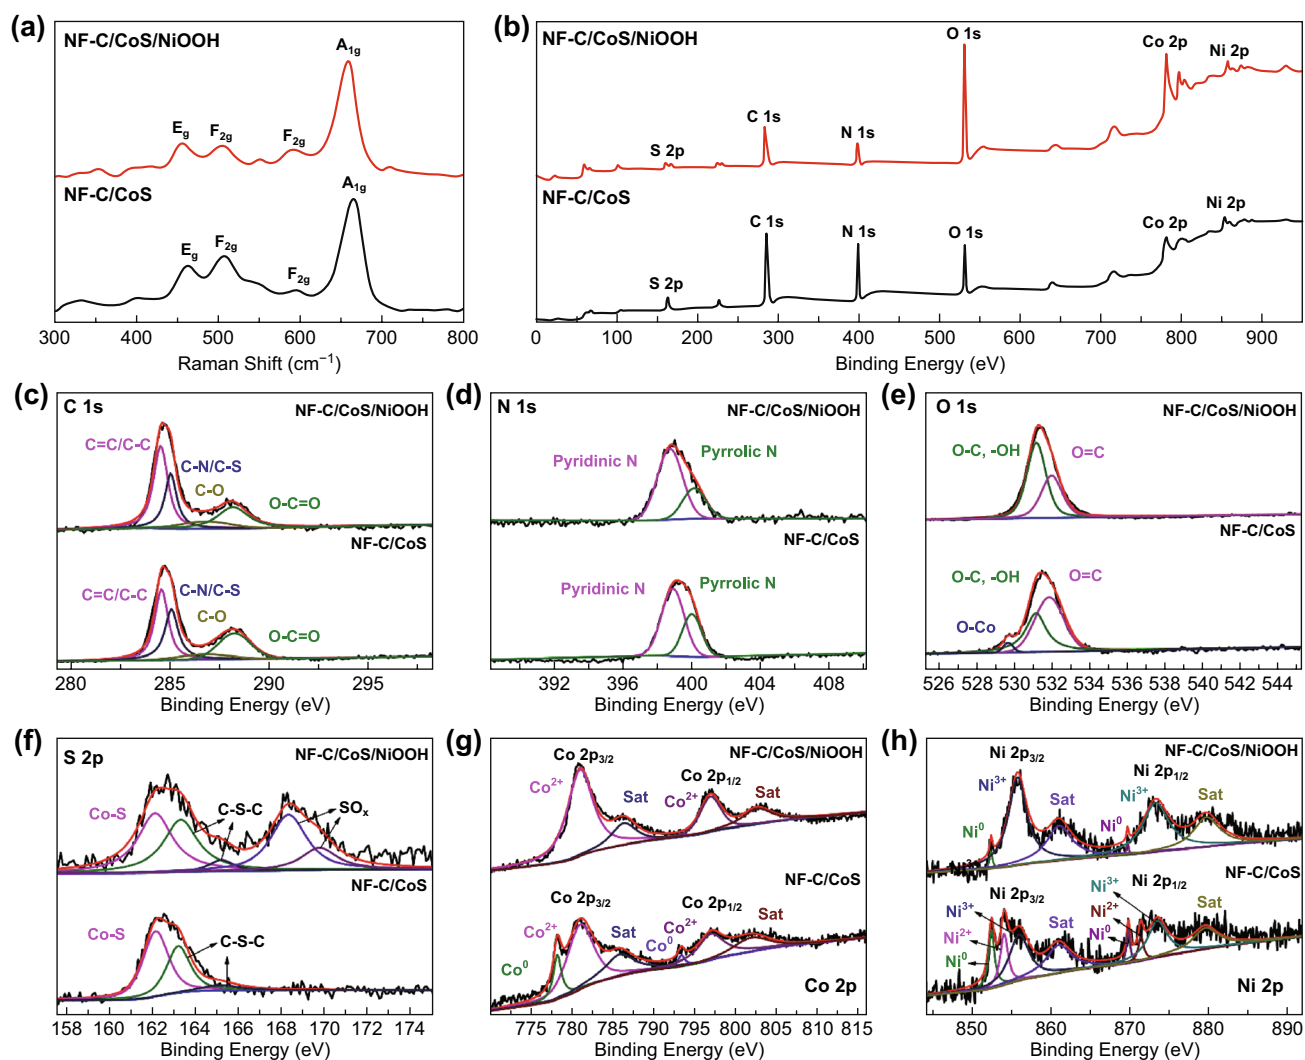 (a)
NF-C/CoS/NiOOH
A1g
Eg
F2g
F2g
NF-C/CoS
A1g
Eg
F2g
F2g
300 400 500 600 700 800
Raman Shift (cm−1)
(b)
NF-C/CoS/NiOOH
O 1s
Co 2p
Ni 2p
C 1s
N 1s
S 2p
NF-C/CoS
Ni 2p
Co 2p
C 1s
N 1s
O 1s
S 2p
0 100 200 300 400 500 600 700 800 900
Binding Energy (eV)
(c)
C 1s
NF-C/CoS/NiOOH
C=C/C-C
C-N/C-S
C-O
O-C=O
NF-C/CoS
C=C/C-C
C-N/C-S
C-O
O-C=O
280 285 290 295
Binding Energy (eV)
(d)
N 1s
NF-C/CoS/NiOOH
Pyridinic N
Pyrrolic N
NF-C/CoS
Pyridinic N
Pyrrolic N
392 396 400 404 408 410
Binding Energy (eV)
(e)
O 1s
NF-C/CoS/NiOOH
O-C, -OH
O=C
NF-C/CoS
O-C, -OH
O=C
O-Co
526 528 530 532 534 536 538 540 542 544
Binding Energy (eV)
(f)
S 2p
NF-C/CoS/NiOOH
Co-S
C-S-C
SOx
NF-C/CoS
Co-S
C-S-C
158 162 164 166 168 170 172 174 175
Binding Energy (eV)
(g)
NF-C/CoS/NiOOH
Co 2p3/2
Co2+
Sat
Co 2p1/2
Co2+
Sat
NF-C/CoS
Co 2p3/2
Co2+
Co0
Sat
Co0
Co2+
Co 2p1/2
Sat
Co 2p
775 780 785 790 795 800 805 815
Binding Energy (eV)
(h)
NF-C/CoS/NiOOH
Ni 2p3/2
Ni3+
Ni0
Sat
Ni0
Ni3+
Ni 2p1/2
Sat
NF-C/CoS
Ni3+
Ni 2p3/2
Ni2+
Ni0
Sat
Ni3+
Ni 2p1/2
Ni2+
Ni0
Sat
Ni 2p
850 860 870 880 890
Binding Energy (eV)